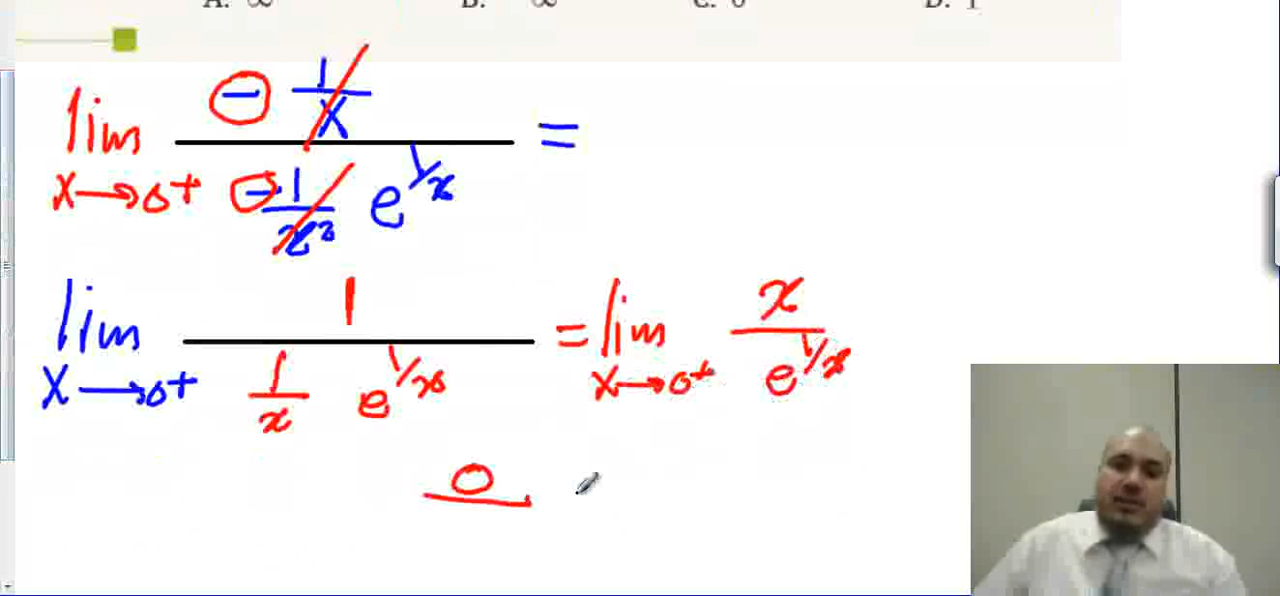 A. ∞ B. -∞ C. 0 D. 1
lim x→0+ (- 1/x) / (-1/x² e^(1/x)) =
lim x→0+ 1 / (1/x e^(1/x)) = lim x→0+ x / e^(1/x)
0